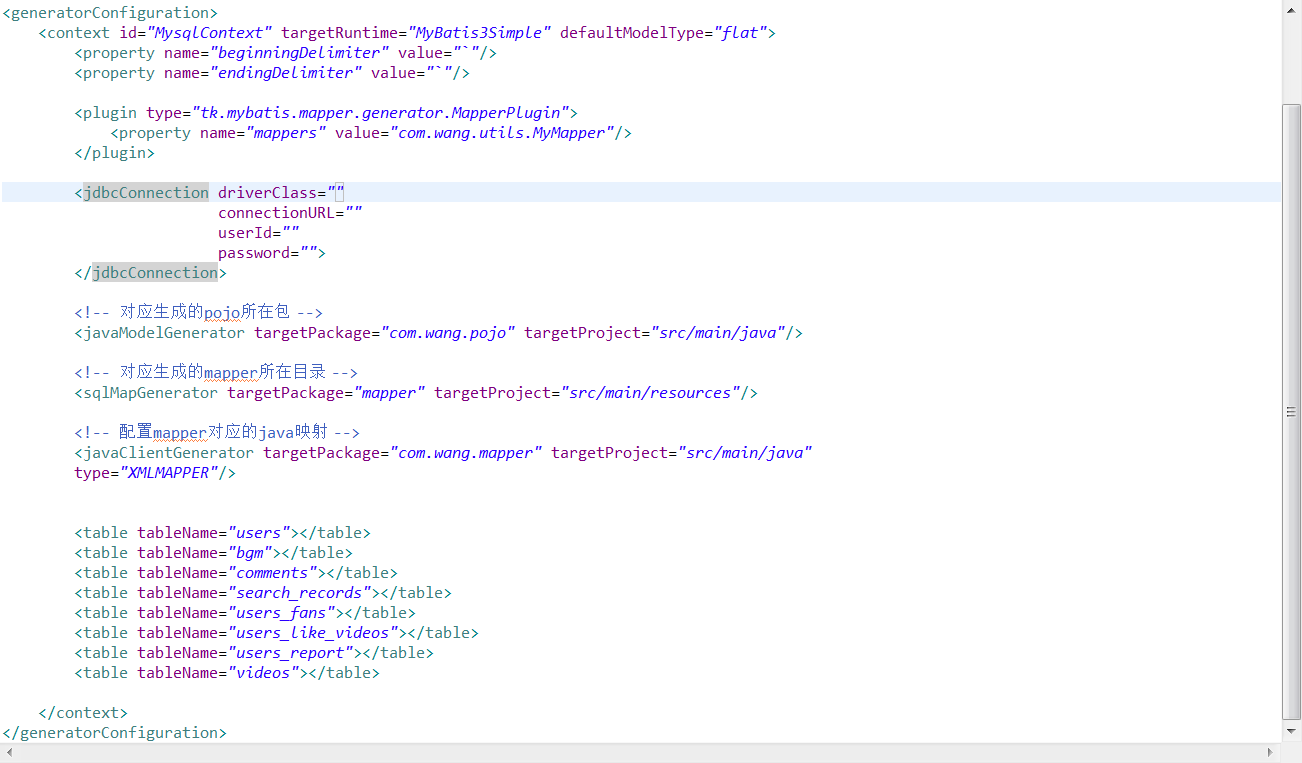 <generatorConfiguration>
    <context id="MysqlContext" targetRuntime="MyBatis3Simple" defaultModelType="flat">
        <property name="beginningDelimiter" value="`"/>
        <property name="endingDelimiter" value="`"/>

        <plugin type="tk.mybatis.mapper.generator.MapperPlugin">
            <property name="mappers" value="com.wang.utils.MyMapper"/>
        </plugin>

        <jdbcConnection driverClass=""
                        connectionURL=""
                        userId=""
                        password="">
        </jdbcConnection>

        <!-- 对应生成的pojo所在包 -->
        <javaModelGenerator targetPackage="com.wang.pojo" targetProject="src/main/java"/>

        <!-- 对应生成的mapper所在目录 -->
        <sqlMapGenerator targetPackage="mapper" targetProject="src/main/resources"/>

        <!-- 配置mapper对应的java映射 -->
        <javaClientGenerator targetPackage="com.wang.mapper" targetProject="src/main/java"
        type="XMLMAPPER"/>


        <table tableName="users"></table>
        <table tableName="bgm"></table>
        <table tableName="comments"></table>
        <table tableName="search_records"></table>
        <table tableName="users_fans"></table>
        <table tableName="users_like_videos"></table>
        <table tableName="users_report"></table>
        <table tableName="videos"></table>

    </context>
</generatorConfiguration>